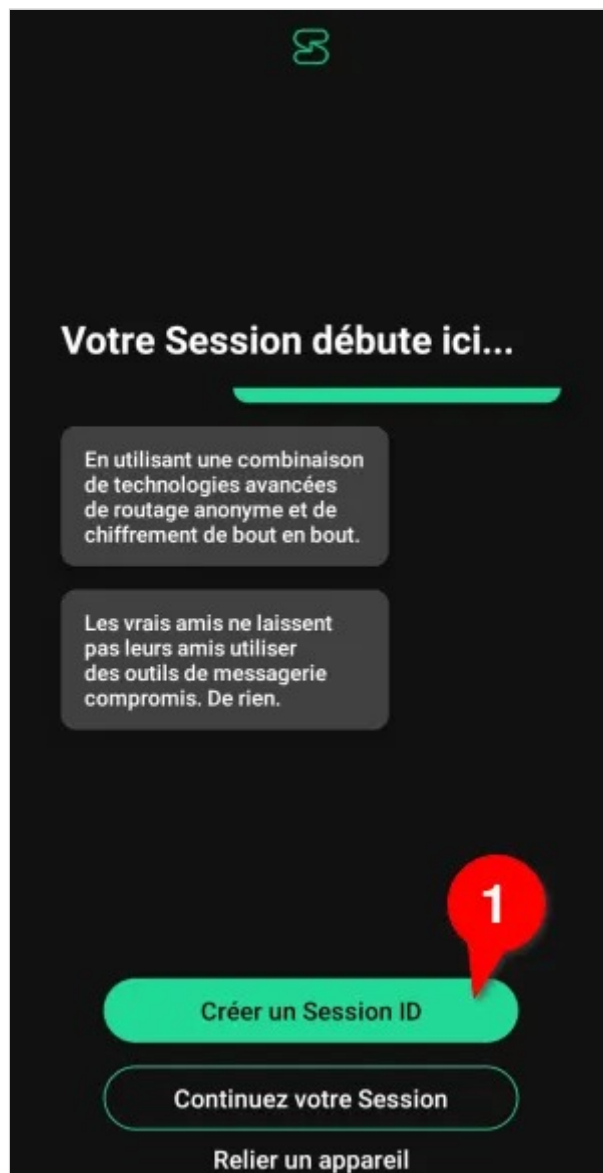 Votre Session débute ici...
En utilisant une combinaison
de technologies avancées
de routage anonyme et de
chiffrement de bout en bout.
Les vrais amis ne laissent
pas leurs amis utiliser
des outils de messagerie
compromis. De rien.
1
Créer un Session ID
Continuez votre Session
Relier un appareil